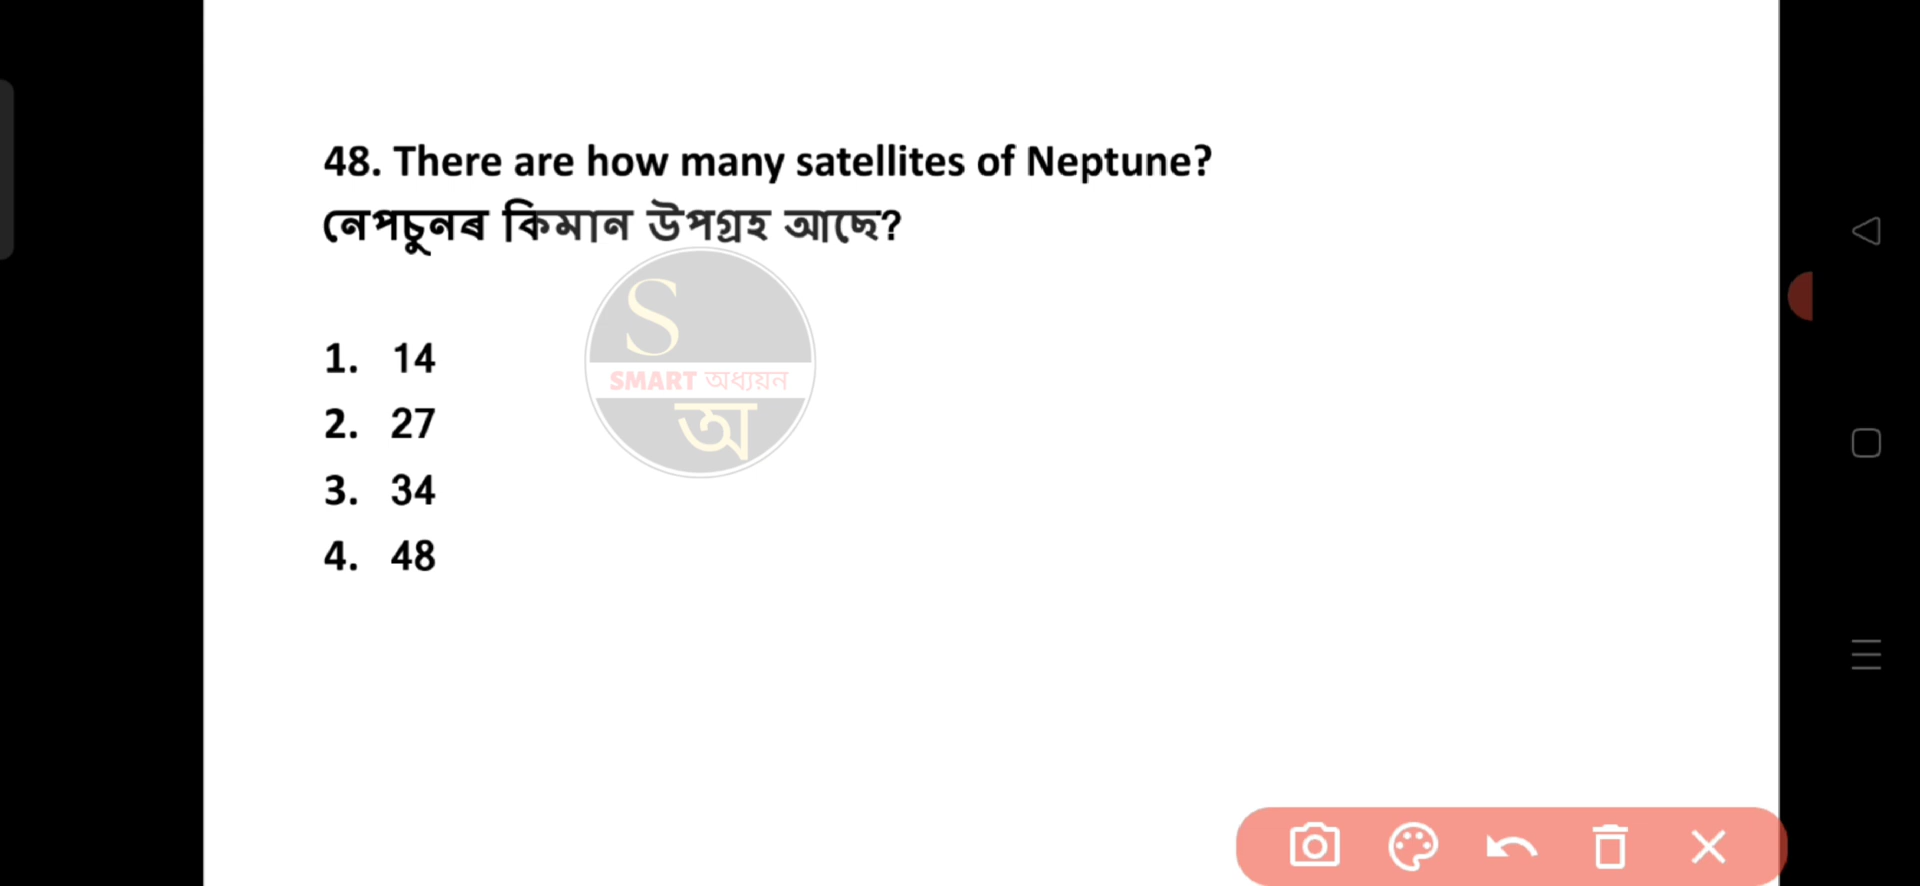 48. There are how many satellites of Neptune?
নেপচুনৰ কিমান উপগ্ৰহ আছে?
S
SMART অধ্যয়ন
অ
1. 14
2. 27
3. 34
4. 48